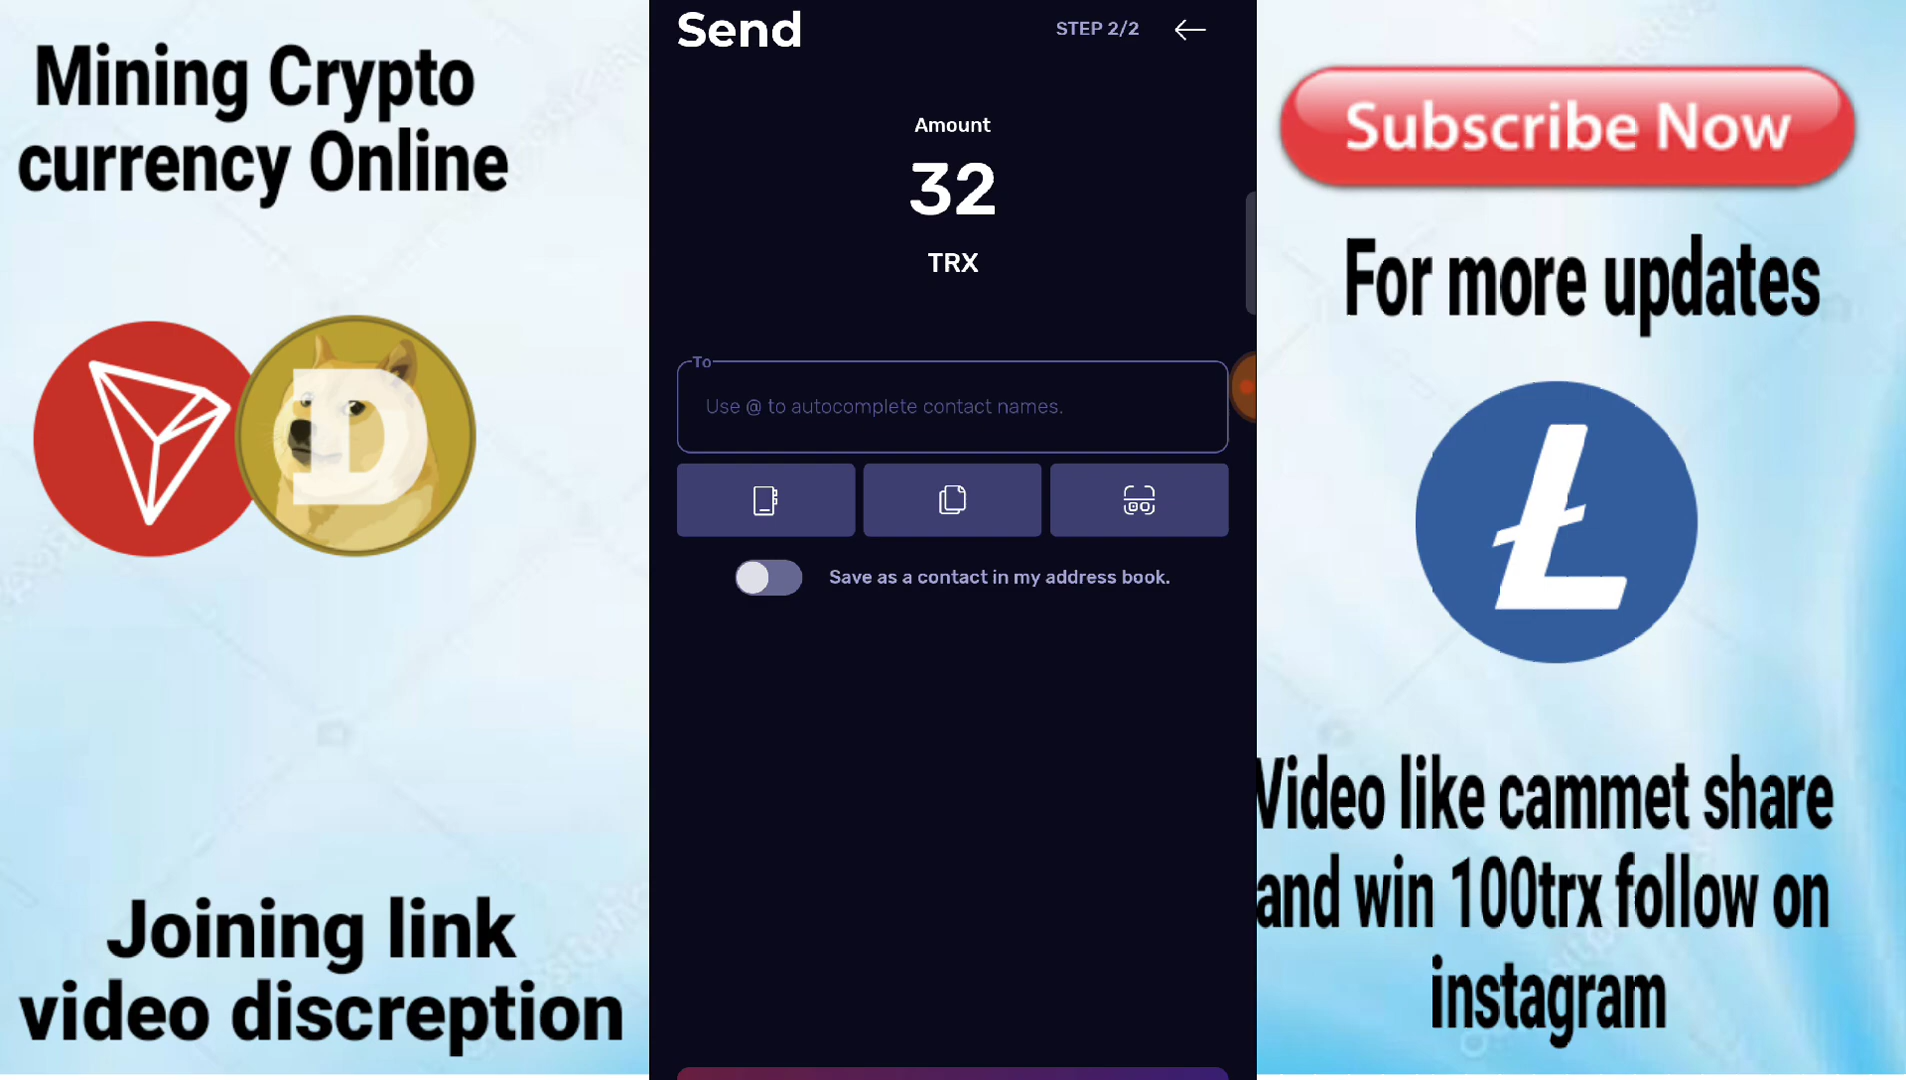 Mining Crypto
currency Online
Joining link
video discreption
Send
STEP 2/2
Amount
32
TRX
To
Use @ to autocomplete contact names.
Save as a contact in my address book.
Subscribe Now
For more updates
Video like cammet share
and win 100trx follow on
instagram